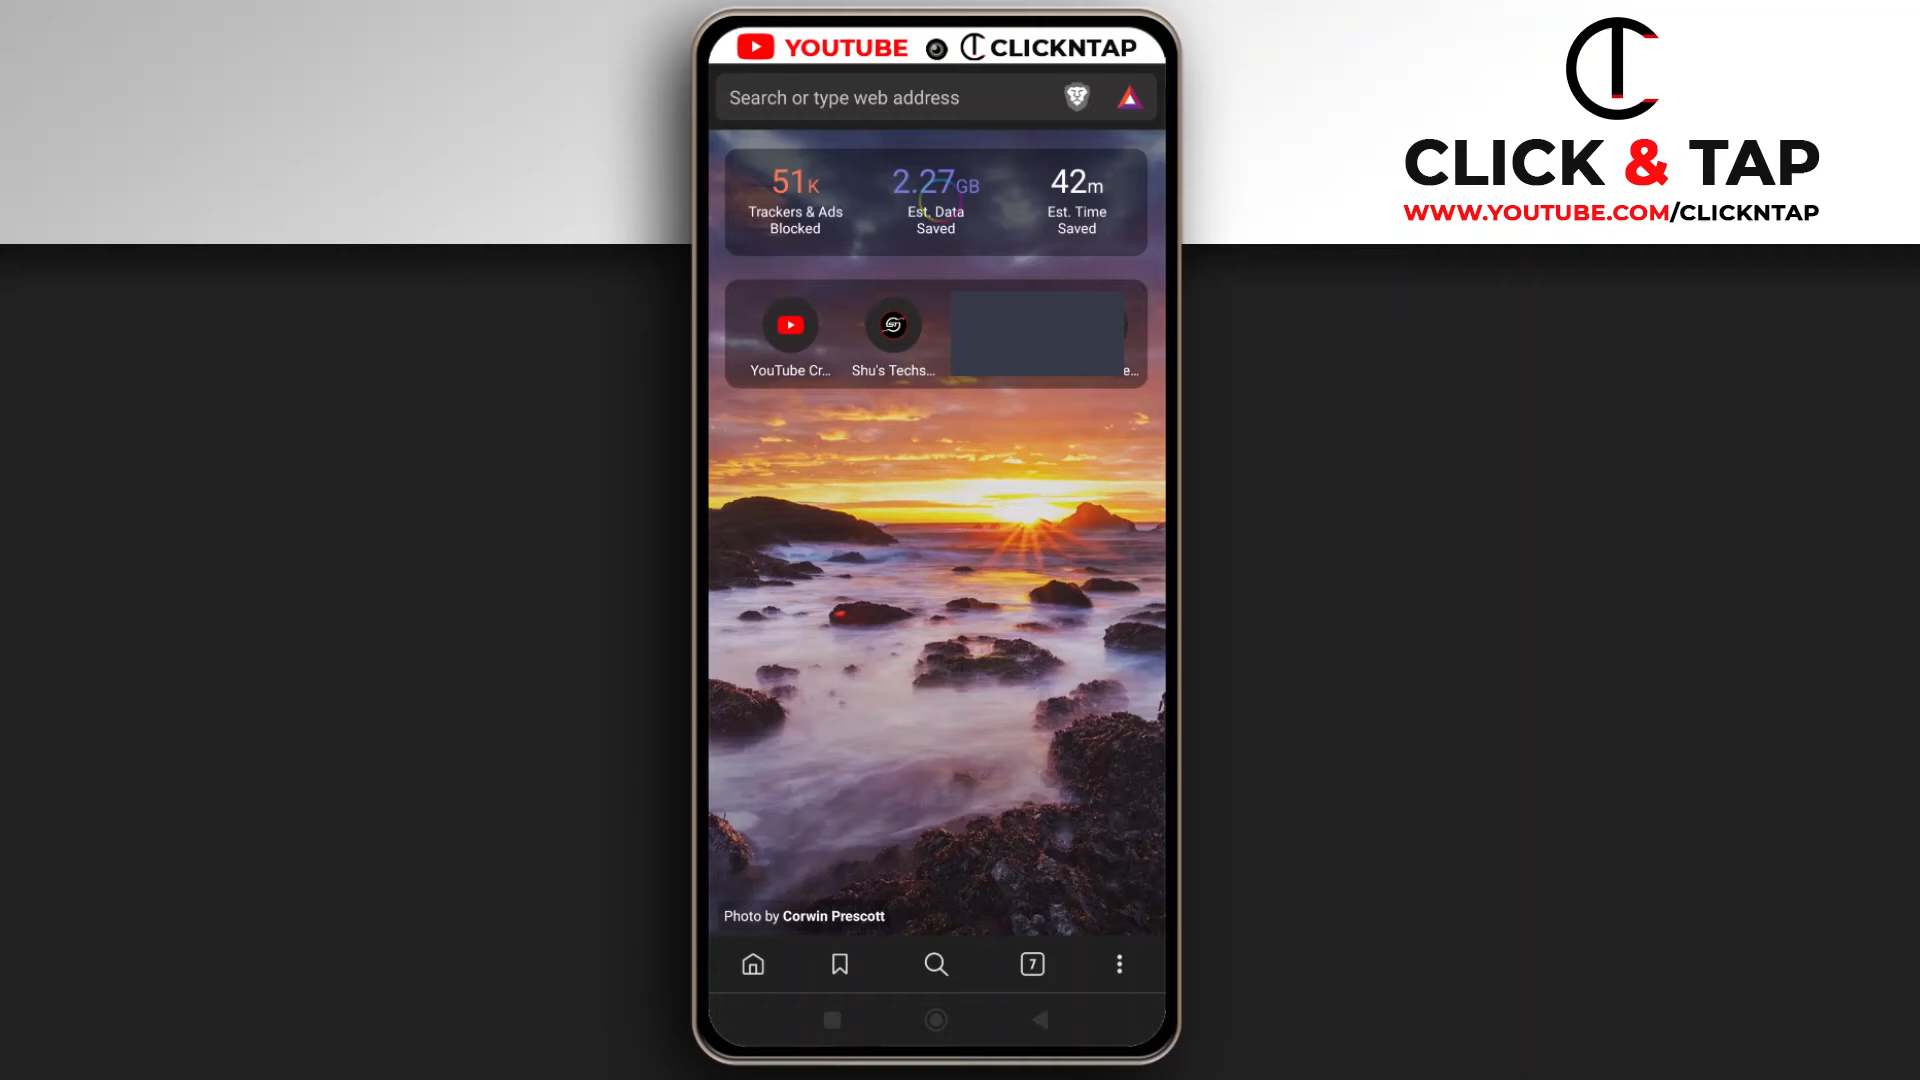 YOUTUBE CLICKNTAP
CLICK & TAP
WWW.YOUTUBE.COM/CLICKNTAP
Search or type web address
51K
Trackers & Ads
Blocked
2.27GB
Est. Data
Saved
42m
Est. Time
Saved
YouTube Cr...
Shu's Techs...
e...
Photo by Corwin Prescott
7